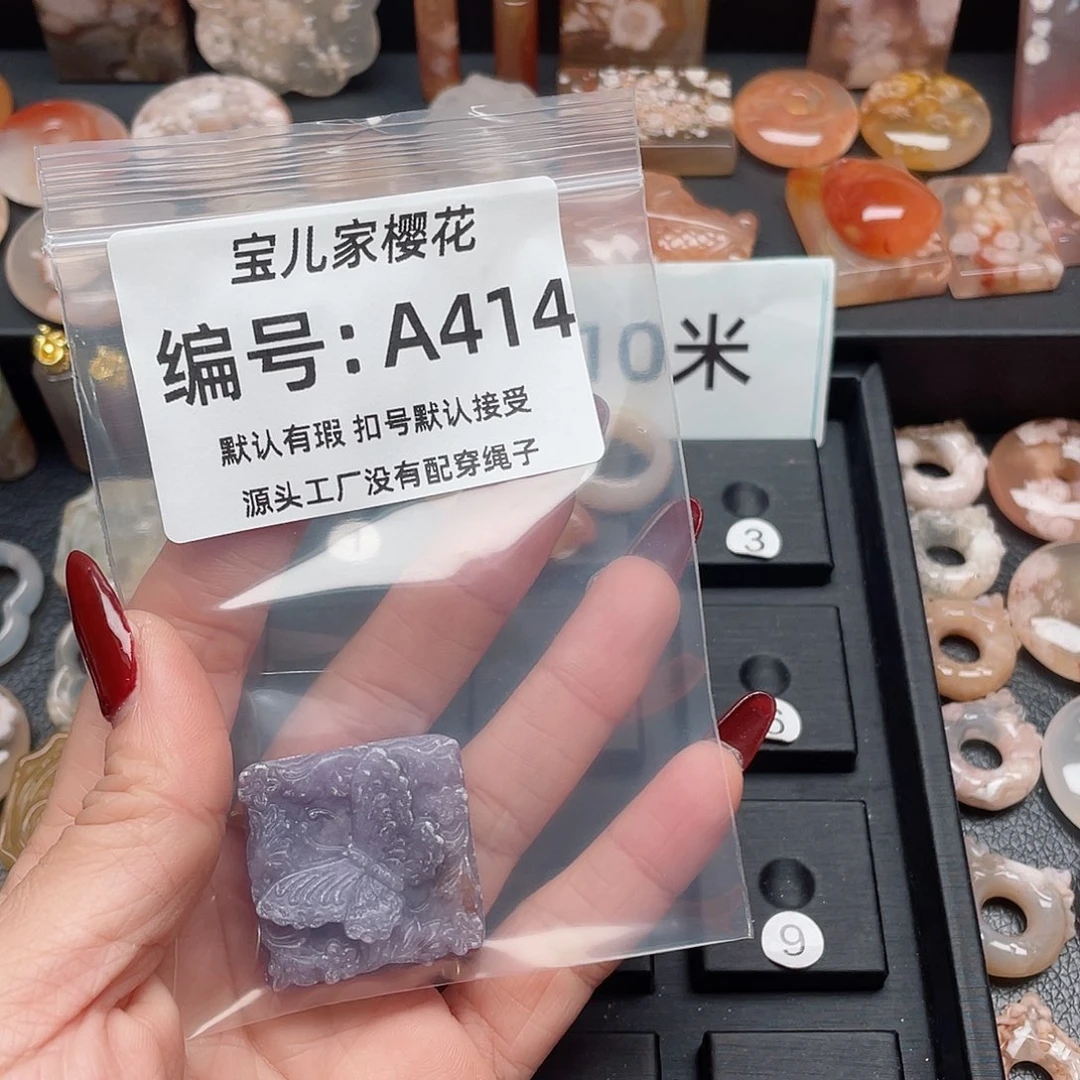 宝儿家樱花
编号：A414
默认有瑕 扣号默认接受
源头工厂没有配穿绳子
10米
3
6
9